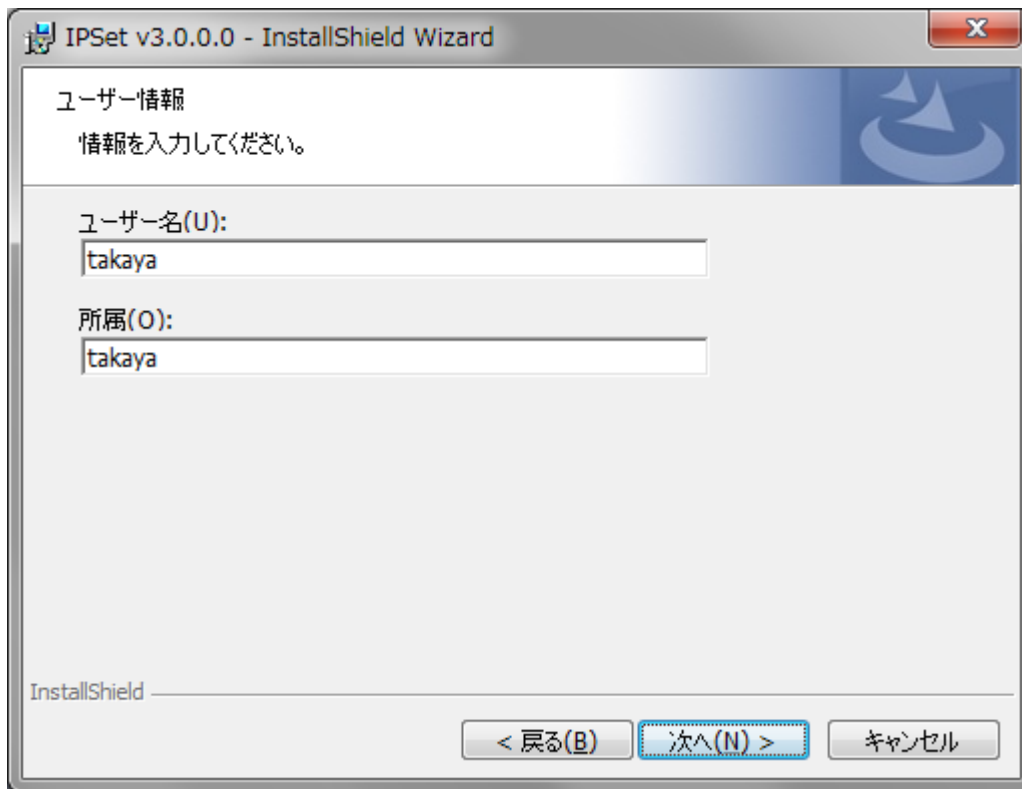 IPSet v3.0.0.0 - InstallShield Wizard
ユーザー情報
情報を入力してください。
ユーザー名(U):
takaya
所属(O):
takaya
InstallShield
< 戻る(B)
次へ(N) >
キャンセル